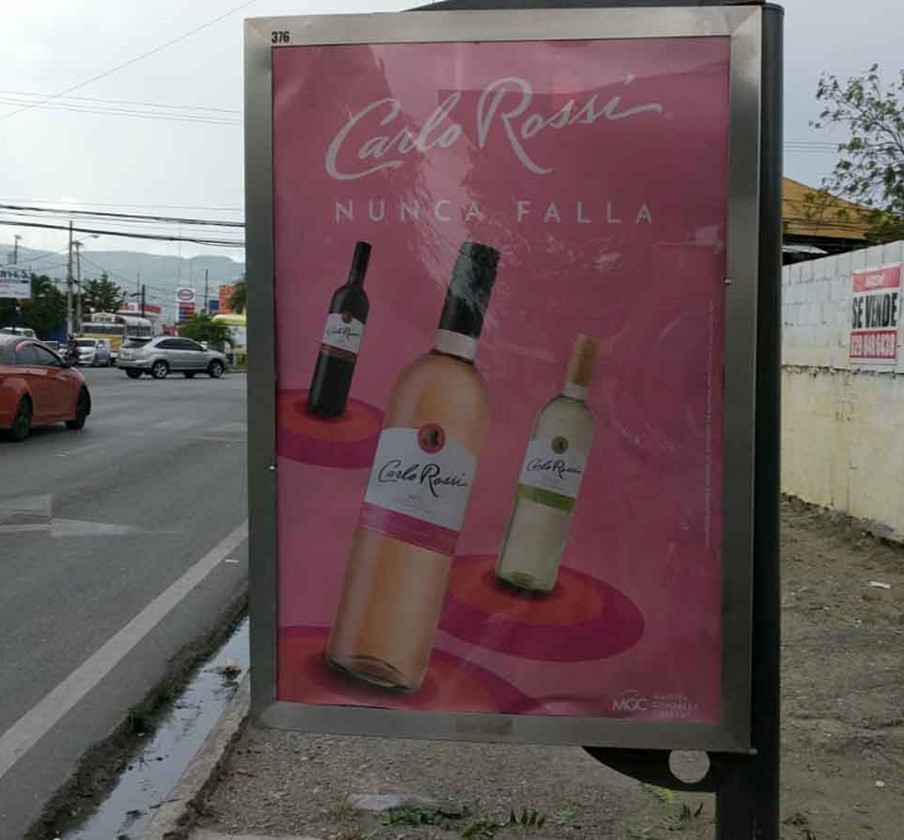 376
Carlo Rossi
NUNCA FALLA
Carlo Rossi
Carlo Rossi
Carlo Rossi
MGC
SE VENDE